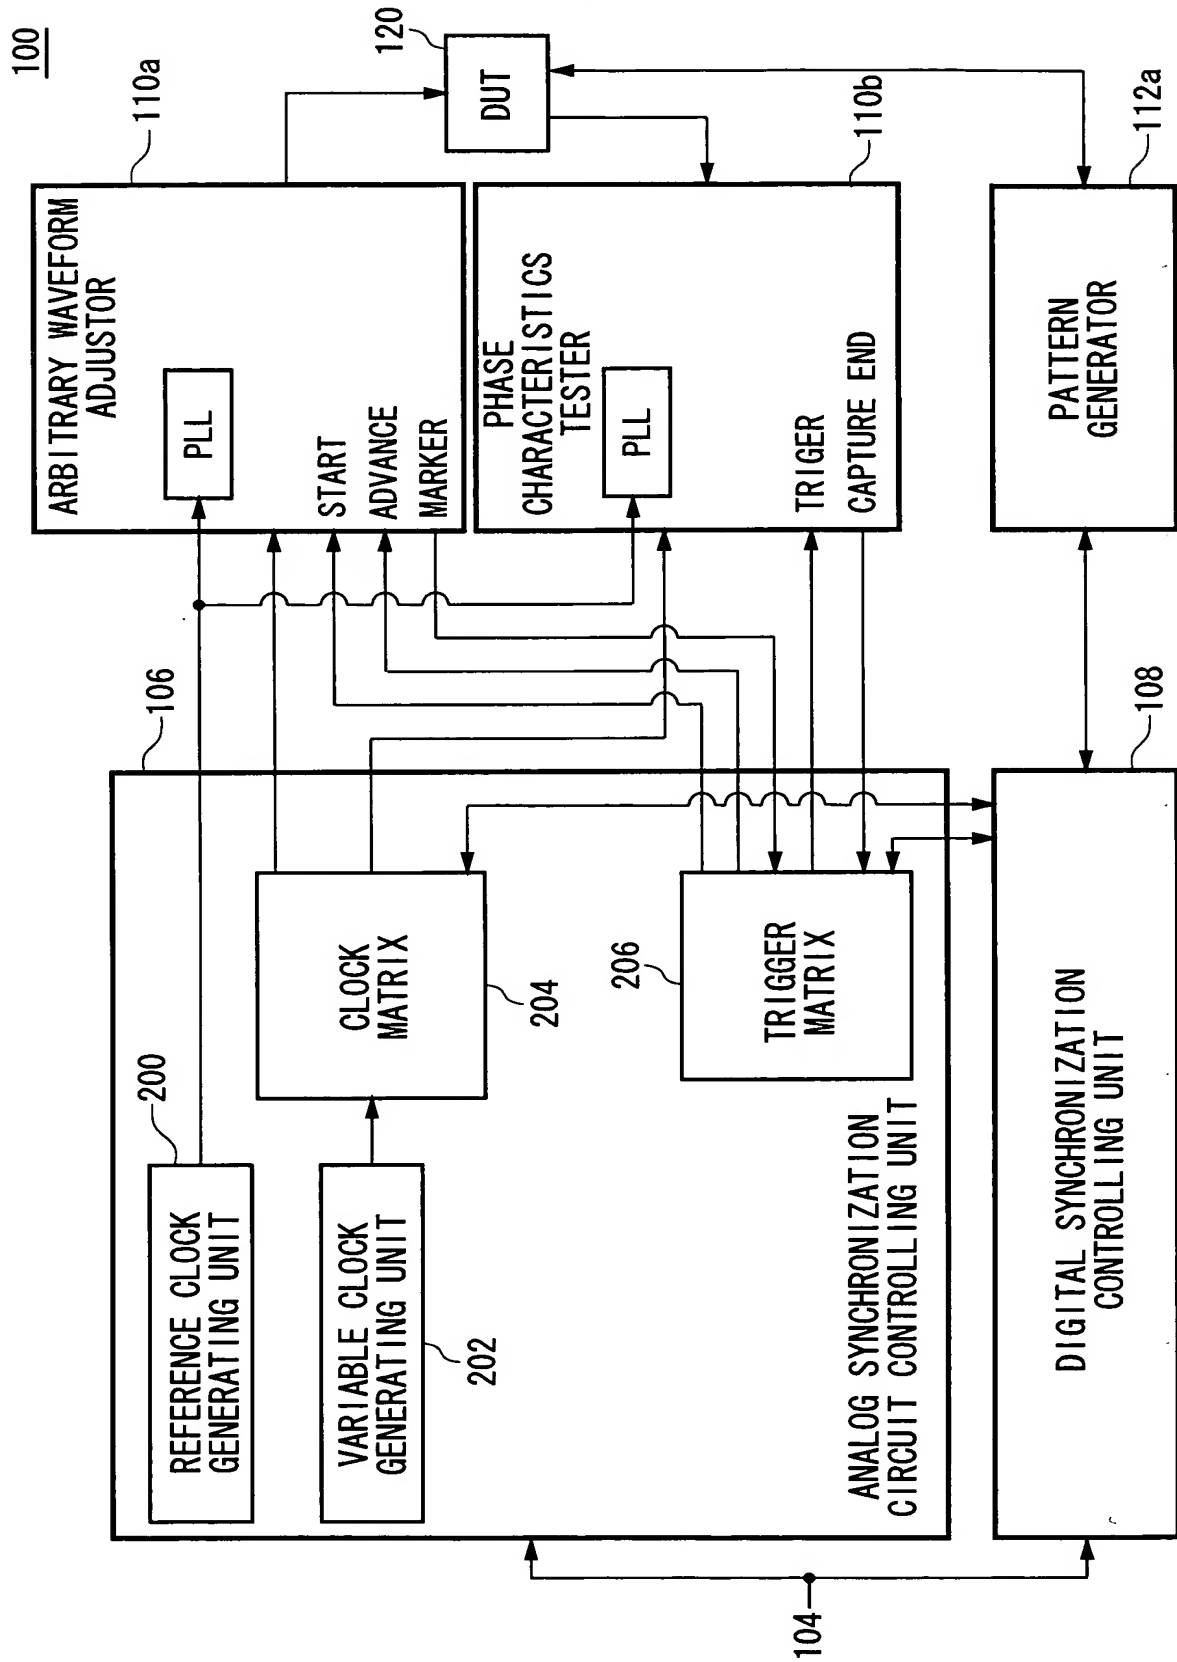 100
110a
120
ARBITRARY WAVEFORM
ADJUSTOR
PLL
START
ADVANCE
MARKER
DUT
110b
PHASE
CHARACTERISTICS
TESTER
PLL
TRIGER
CAPTURE END
112a
PATTERN
GENERATOR
106
200
REFERENCE CLOCK
GENERATING UNIT
VARIABLE CLOCK
GENERATING UNIT
202
CLOCK
MATRIX
204
206
TRIGGER
MATRIX
ANALOG SYNCHRONIZATION
CIRCUIT CONTROLLING UNIT
108
DIGITAL SYNCHRONIZATION
CONTROLLING UNIT
104